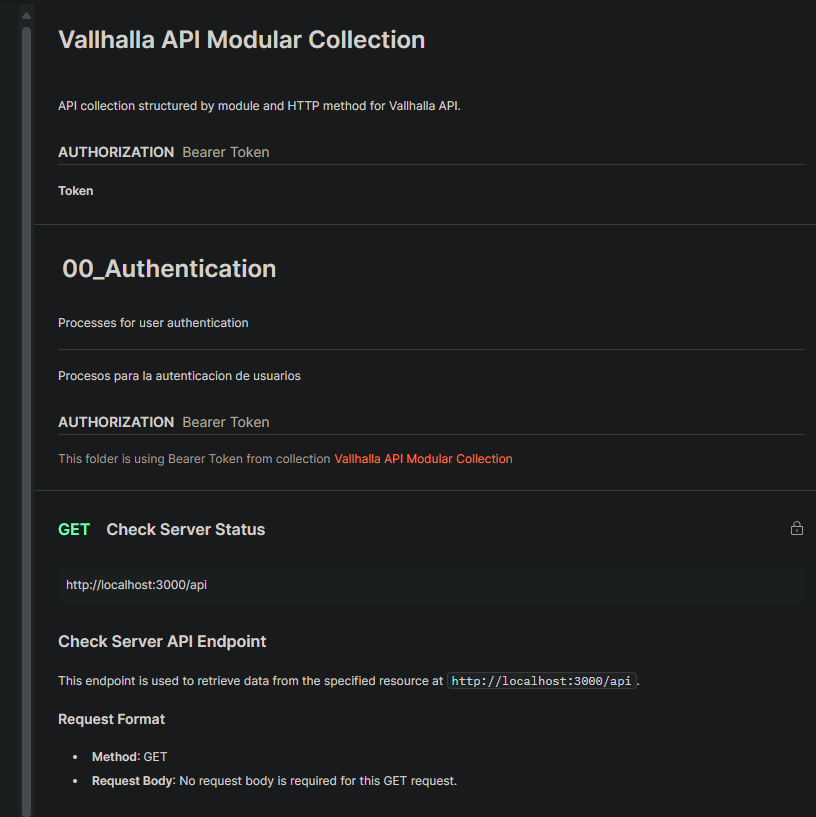 Vallhalla API Modular Collection
API collection structured by module and HTTP method for Vallhalla API.
AUTHORIZATION Bearer Token
Token
00_Authentication
Processes for user authentication
Procesos para la autenticacion de usuarios
AUTHORIZATION Bearer Token
This folder is using Bearer Token from collection Vallhalla API Modular Collection
GET Check Server Status
http://localhost:3000/api
Check Server API Endpoint
This endpoint is used to retrieve data from the specified resource at http://localhost:3000/api.
Request Format
• Method: GET
• Request Body: No request body is required for this GET request.